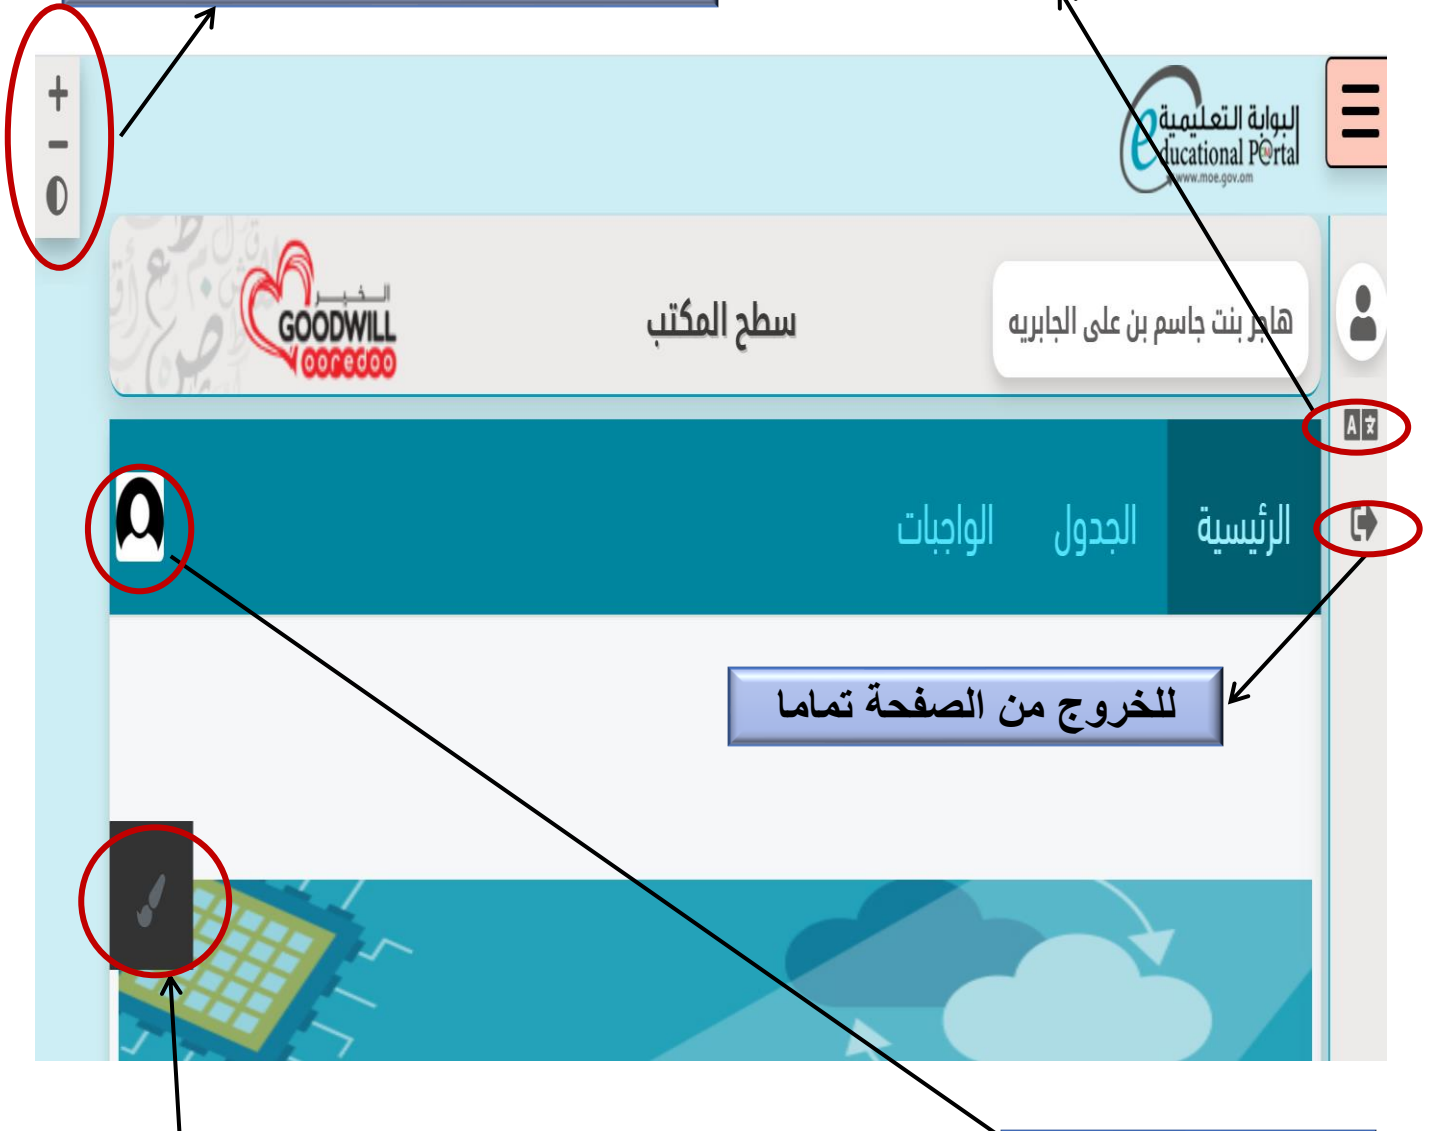 البوابة التعليمية
Educational Portal
www.moe.gov.om
هاجر بنت جاسم بن على الجابريه
سطح المكتب
الخير
GOODWILL
ooredoo
الرئيسية
الجدول
الواجبات
للخروج من الصفحة تماما